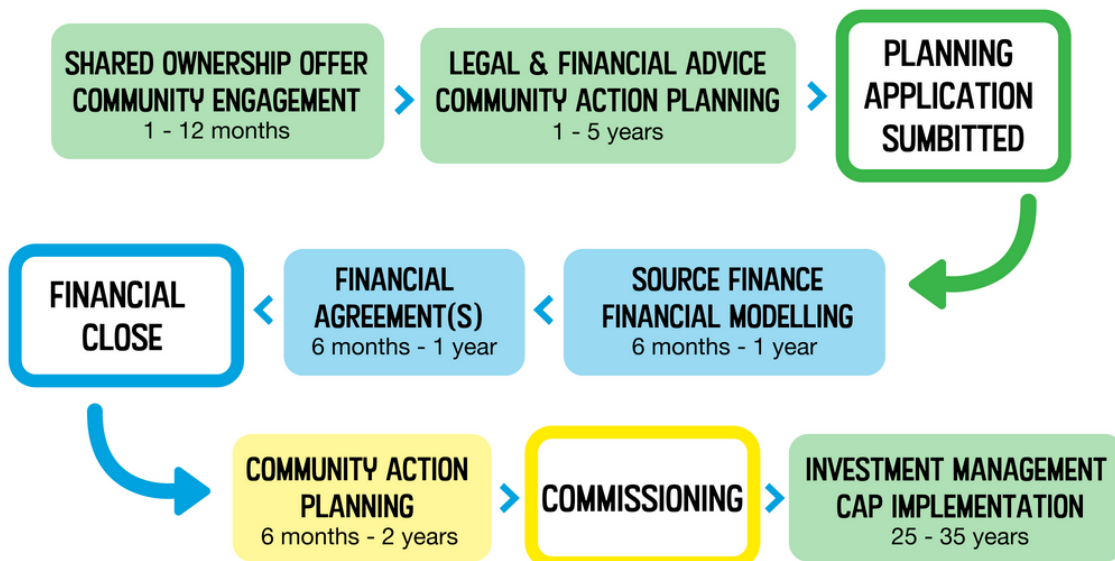 SHARED OWNERSHIP OFFER
COMMUNITY ENGAGEMENT
1 - 12 months
LEGAL & FINANCIAL ADVICE
COMMUNITY ACTION PLANNING
1 - 5 years
PLANNING
APPLICATION
SUMBITTED
SOURCE FINANCE
FINANCIAL MODELLING
6 months - 1 year
FINANCIAL
AGREEMENT(S)
6 months - 1 year
FINANCIAL
CLOSE
COMMUNITY ACTION
PLANNING
6 months - 2 years
COMMISSIONING
INVESTMENT MANAGEMENT
CAP IMPLEMENTATION
25 - 35 years